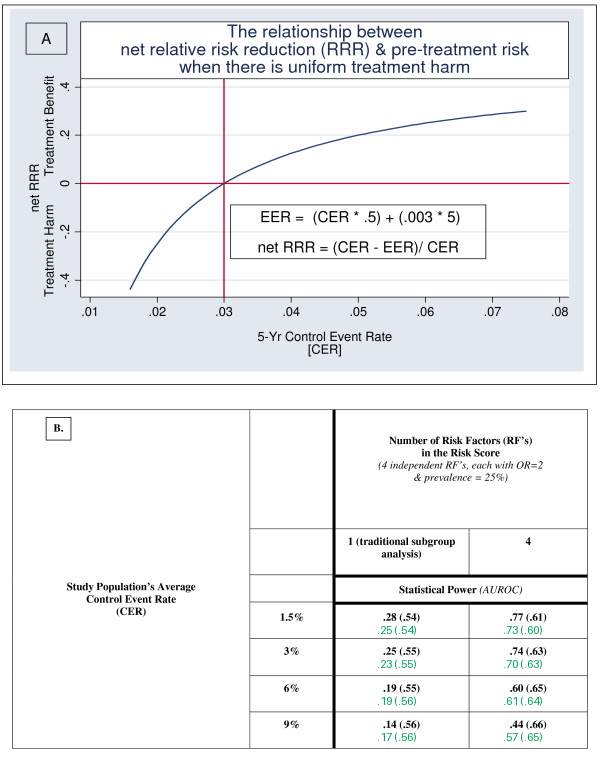 A
The relationship between
net relative risk reduction (RRR) & pre-treatment risk
when there is uniform treatment harm
net RRR
Treatment Harm Treatment Benefit
.4
.2
0
-.2
-.4
EER = (CER * .5) + (.003 * 5)
net RRR = (CER - EER)/ CER
.01 .02 .03 .04 .05 .06 .07 .08
5-Yr Control Event Rate
[CER]
B.
Number of Risk Factors (RF's)
in the Risk Score
(4 independent RF's, each with OR=2
& prevalence = 25%)
1 (traditional subgroup
analysis)
4
Study Population's Average
Control Event Rate
(CER)
Statistical Power (AUROC)
1.5% .28 (.54) .77 (.61)
.25 (.54) .73 (.60)
3% .25 (.55) .74 (.63)
.23 (.55) .70 (.63)
6% .19 (.55) .60 (.65)
.19 (.56) .61 (.64)
9% .14 (.56) .44 (.66)
.17 (.56) .57 (.65)